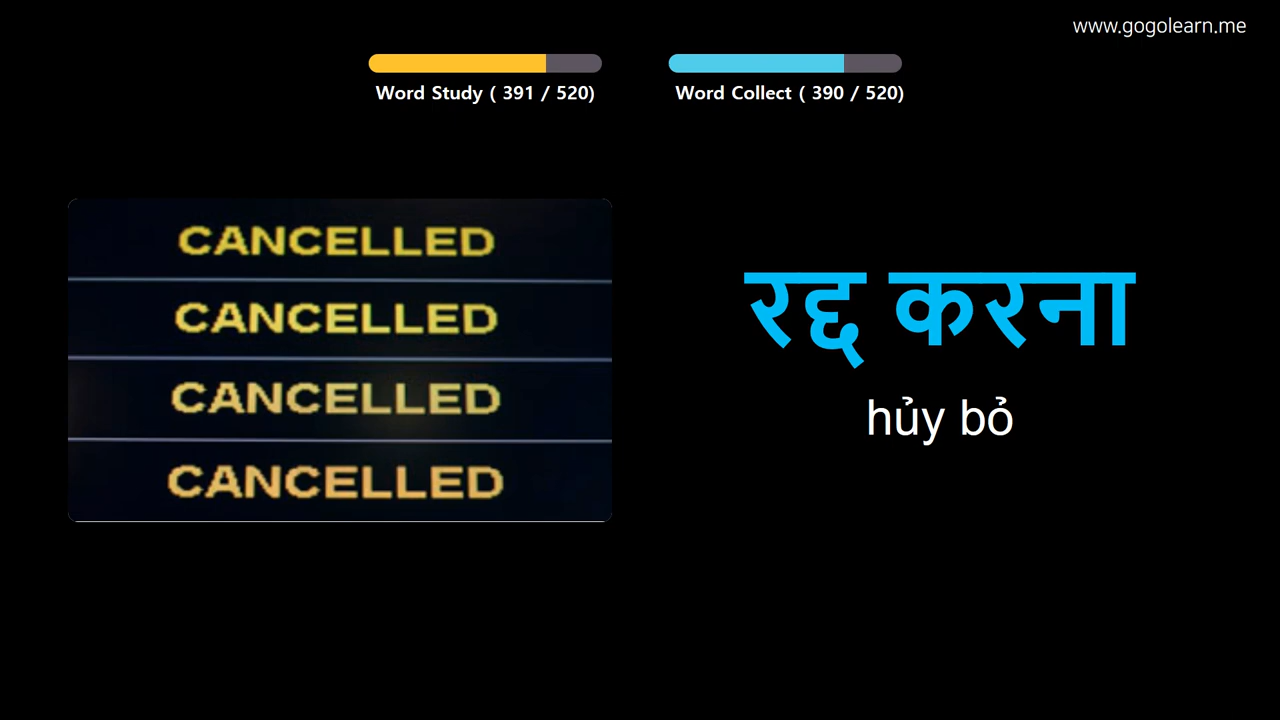 www.gogolearn.me
Word Study ( 391 / 520)
Word Collect ( 390 / 520)
CANCELLED
CANCELLED
CANCELLED
CANCELLED
रद्द करना
hủy bỏ